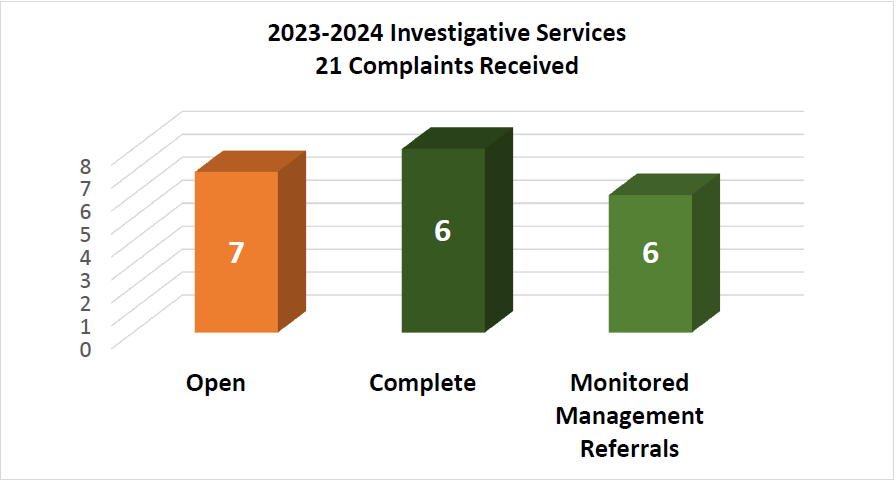 2023-2024 Investigative Services
21 Complaints Received
8
7
6
5
4
3
2
1
0
7
6
6
Open
Complete
Monitored
Management
Referrals